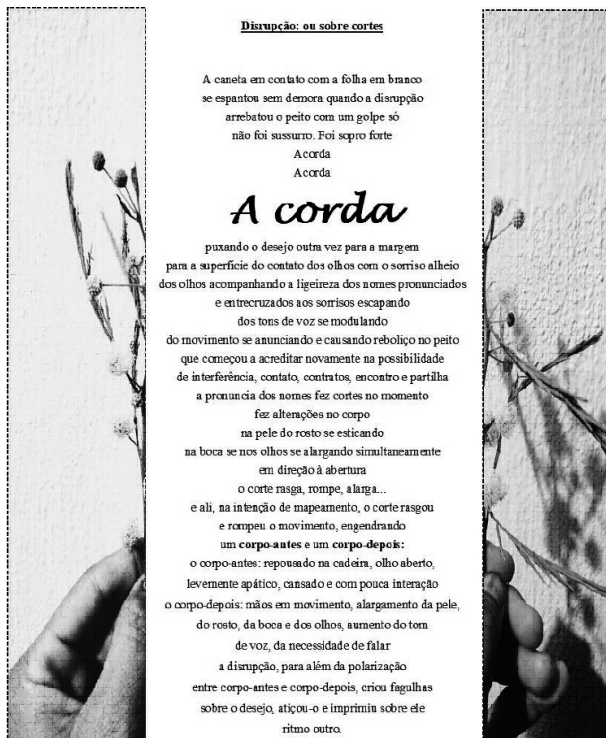 Disrupção: ou sobre cortes
A caneta em contato com a folha em branco
se espantou sem demora quando a disrupção
arrebatou o peito com um golpe só
não foi sussurro. Foi sopro forte
Acorda
Acorda
A corda
puxando o desejo outra vez para a margem
para a superfície do contato dos olhos com o sorriso alheio
dos olhos acompanhando a ligeireza dos nomes pronunciados
e entrecruzados aos sorrisos escapando
dos tons de voz se modulando
do movimento se anunciando e causando reboliço no peito
que começou a acreditar novamente na possibilidade
de interferência, contato, contratos, encontro e partilha
a pronuncia dos nomes fez cortes no momento
fez alterações no corpo
na pele do rosto se esticando
na boca se nos olhos se alargando simultaneamente
em direção à abertura
o corte rasga, rompe, alarga...
e ali, na intenção de mapeamento, o corte rasgou
e rompeu o movimento, engendrando
um corpo-antes e um corpo-depois:
o corpo-antes: repousado na cadeira, olho aberto,
levemente apático, cansado e com pouca interação
o corpo-depois: mãos em movimento, alargamento da pele,
do rosto, da boca e dos olhos, aumento do tom
de voz, da necessidade de falar
a disrupção, para além da polarização
entre corpo-antes e corpo-depois, criou fagulhas
sobre o desejo, atiçou-o e imprimiu sobre ele
ritmo outro.